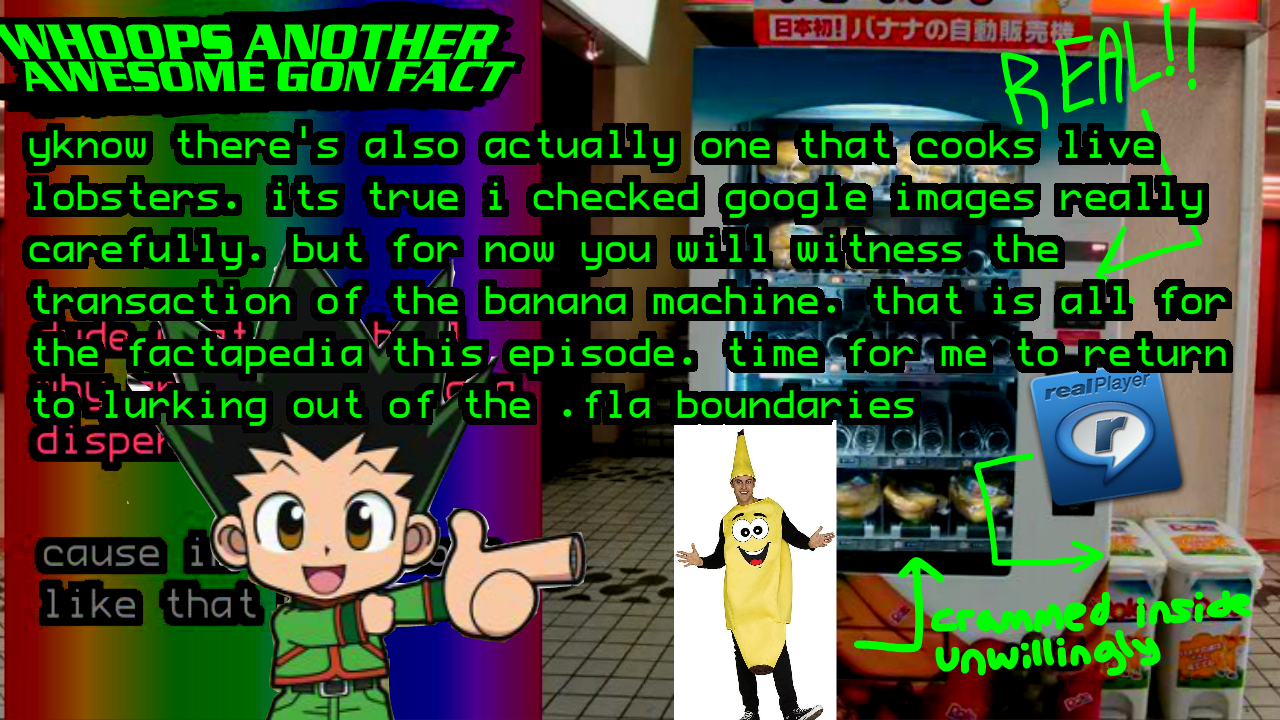 WHOOPS ANOTHER
AWESOME GON FACT
日本初! バナナの自動販売機
REAL!!
yknow there's also actually one that cooks live
lobsters. its true i checked google images really
carefully. but for now you will witness the
transaction of the banana machine. that is all for
the factapedia this episode. time for me to return
to lurking out of the .fla boundaries
dude
disper
cause
like that
realPlayer
r
crammed inside
unwillingly
Dole